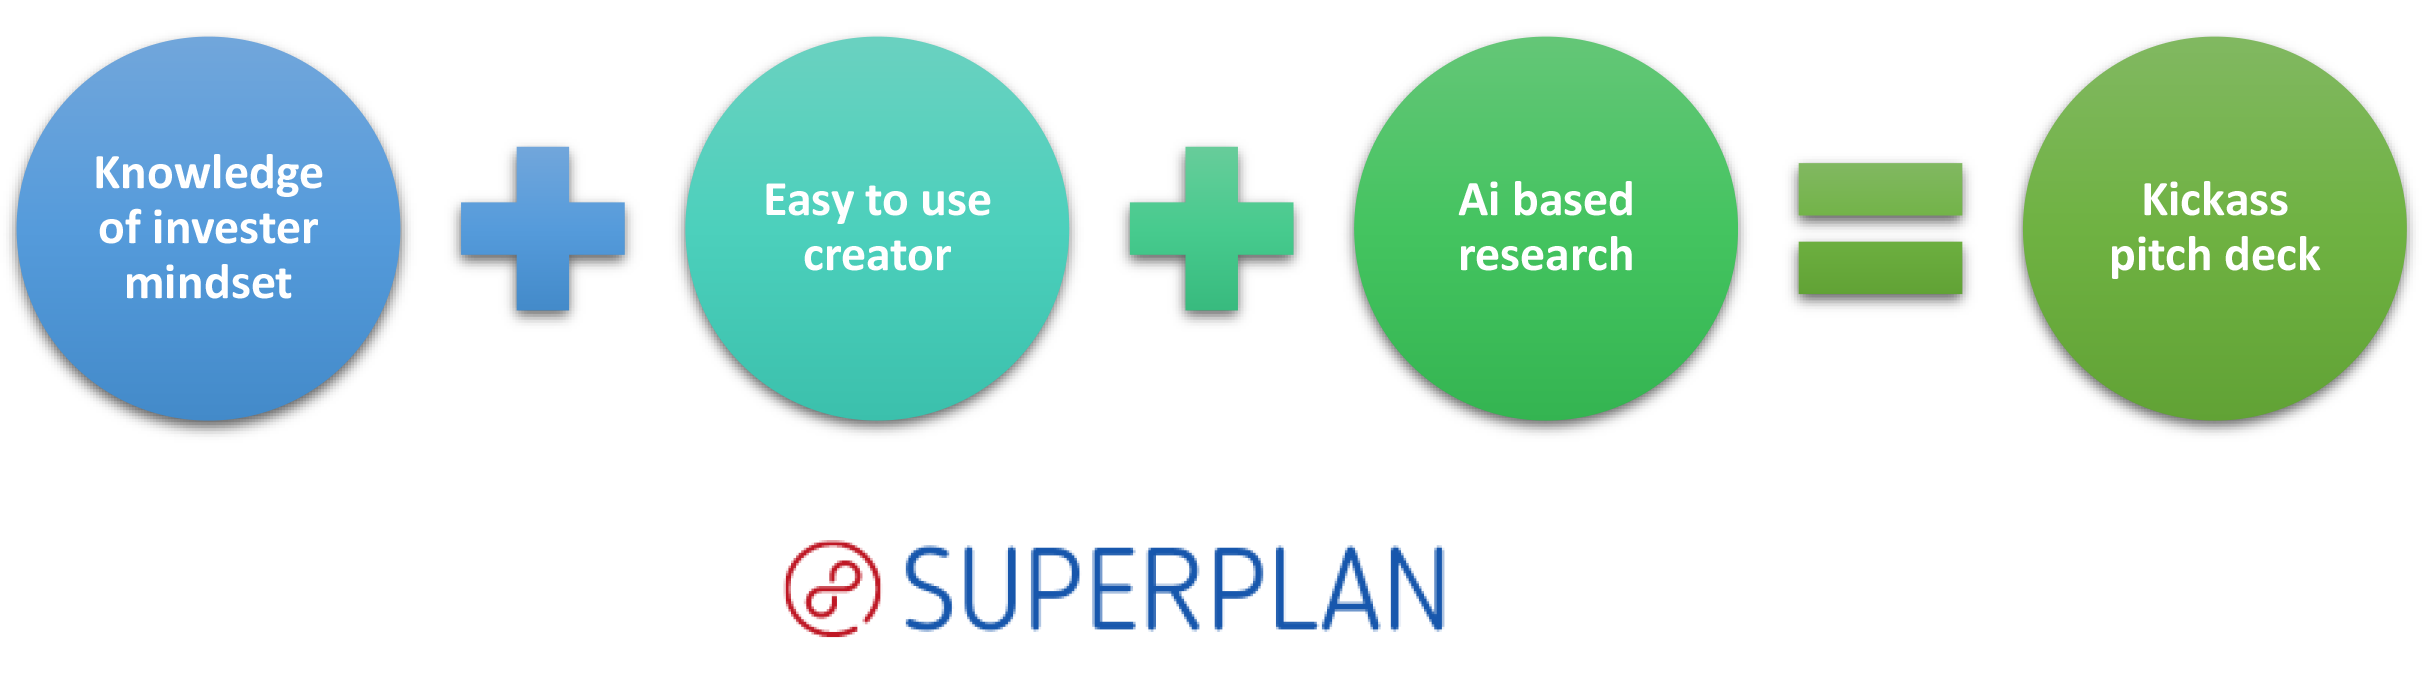 Knowledge
of invester
mindset
Easy to use
creator
Ai based
research
Kickass
pitch deck
SUPERPLAN